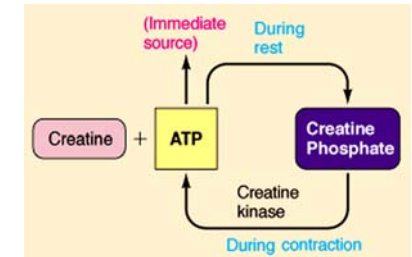 (Immediate
source)
During
rest
Creatine
+
ATP
Creatine
Phosphate
Creatine
kinase
During contraction